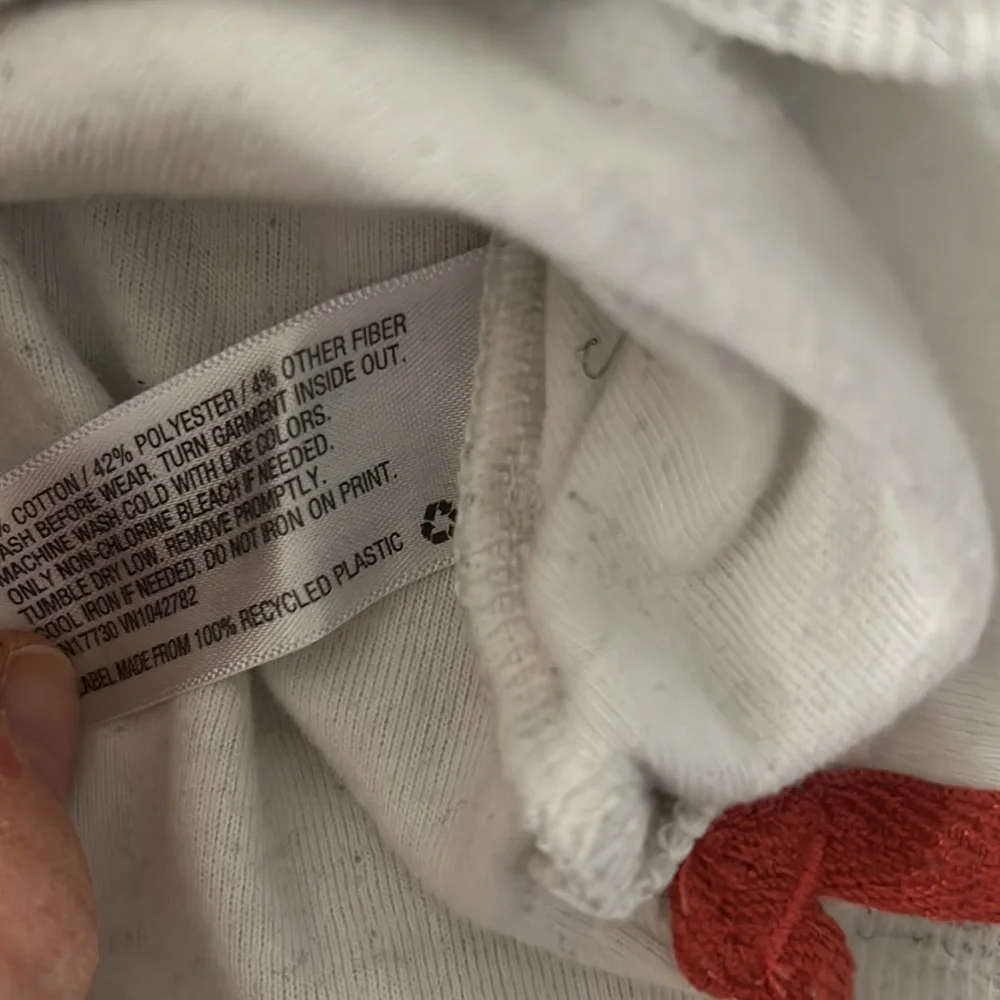 % COTTON / 42% POLYESTER / 4% OTHER FIBER
ASH BEFORE WEAR. TURN GARMENT INSIDE OUT.
MACHINE WASH COLD WITH LIKE COLORS.
ONLY NON-CHLORINE BLEACH IF NEEDED.
TUMBLE DRY LOW. REMOVE PROMPTLY.
COOL IRON IF NEEDED. DO NOT IRON ON PRINT.
N17730 VN1042782
LABEL MADE FROM 100% RECYCLED PLASTIC